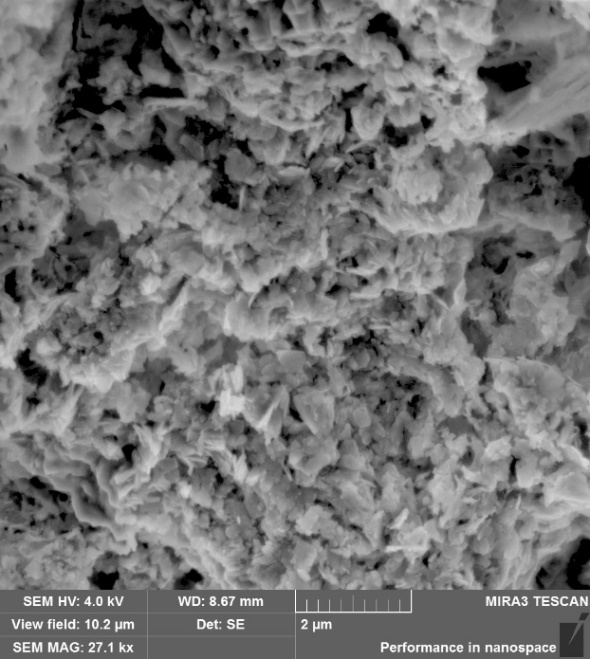 SEM HV: 4.0 kV
WD: 8.67 mm
MIRA3 TESCAN
View field: 10.2 µm
Det: SE
2 µm
SEM MAG: 27.1 kx
Performance in nanospace